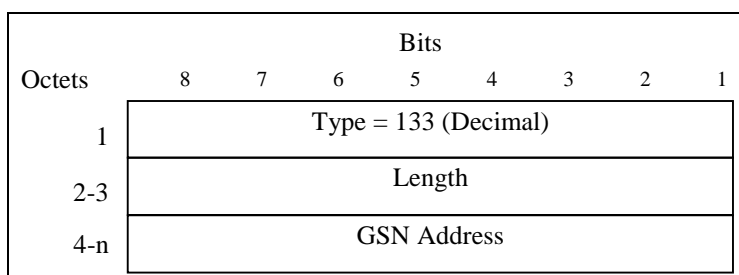 Bits
Octets 8 7 6 5 4 3 2 1
1 Type = 133 (Decimal)
2-3 Length
4-n GSN Address